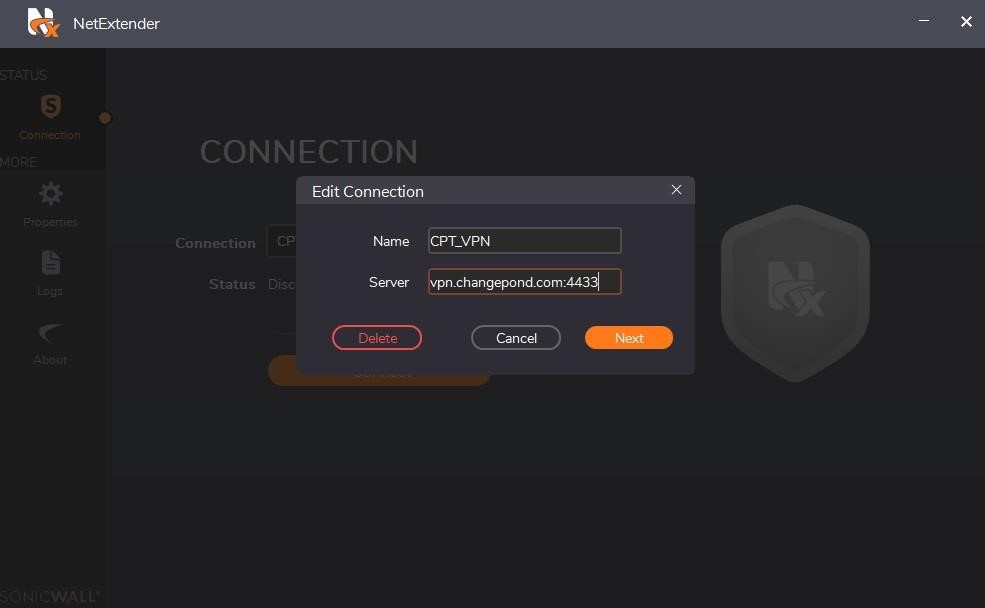 NetExtender
STATUS
Connection
MORE
Properties
Logs
About
SONICWALL
CONNECTION
Connection
CP
Status
Disc
Edit Connection
Name
CPT_VPN
Server
vpn.changepond.com:4433
Delete
Cancel
Next
Connect